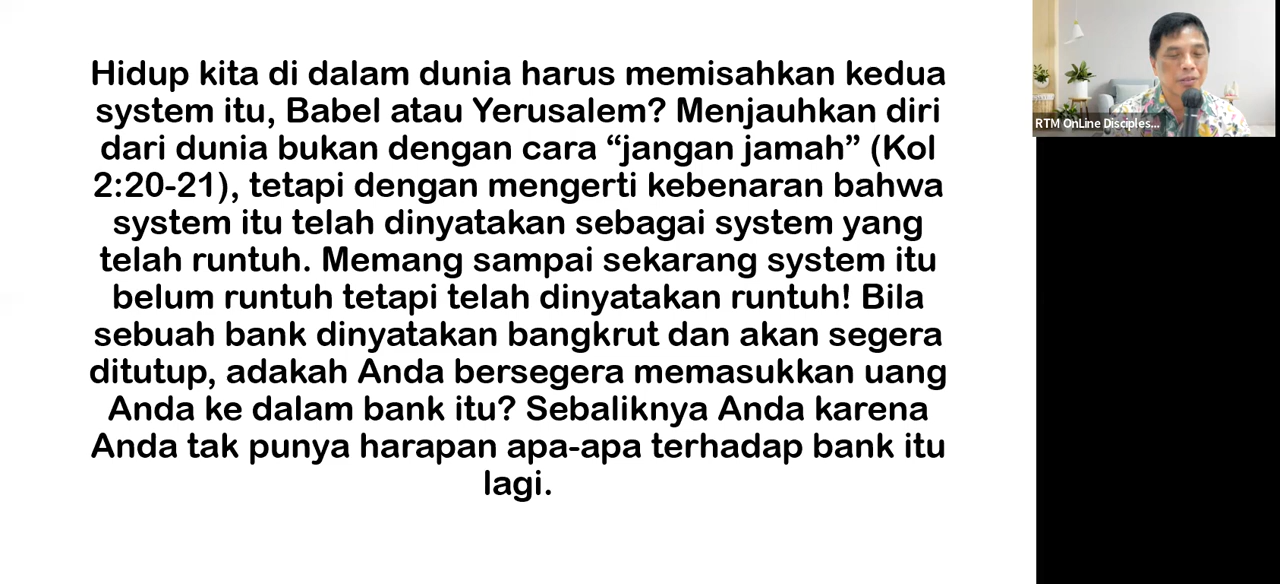 Hidup kita di dalam dunia harus memisahkan kedua
system itu, Babel atau Yerusalem? Menjauhkan diri
dari dunia bukan dengan cara “jangan jamah” (Kol
2:20-21), tetapi dengan mengerti kebenaran bahwa
system itu telah dinyatakan sebagai system yang
telah runtuh. Memang sampai sekarang system itu
belum runtuh tetapi telah dinyatakan runtuh! Bila
sebuah bank dinyatakan bangkrut dan akan segera
ditutup, adakah Anda bersegera memasukkan uang
Anda ke dalam bank itu? Sebaliknya Anda karena
Anda tak punya harapan apa-apa terhadap bank itu
lagi.
RTM OnLine Disciples...